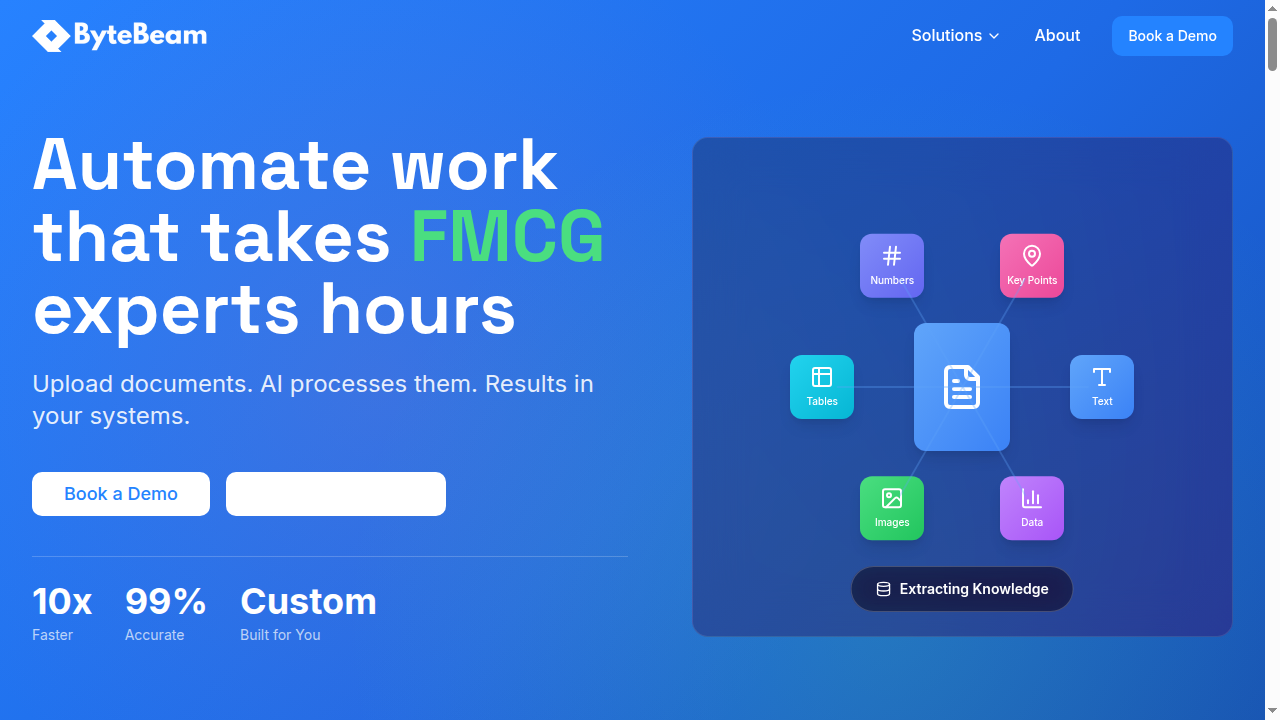 ByteBeam
Solutions
About
Book a Demo
Automate work
that takes FMCG
experts hours
Upload documents. AI processes them. Results in
your systems.
Book a Demo
10x
Faster
99%
Accurate
Custom
Built for You
Numbers
Key Points
Tables
Text
Images
Data
Extracting Knowledge